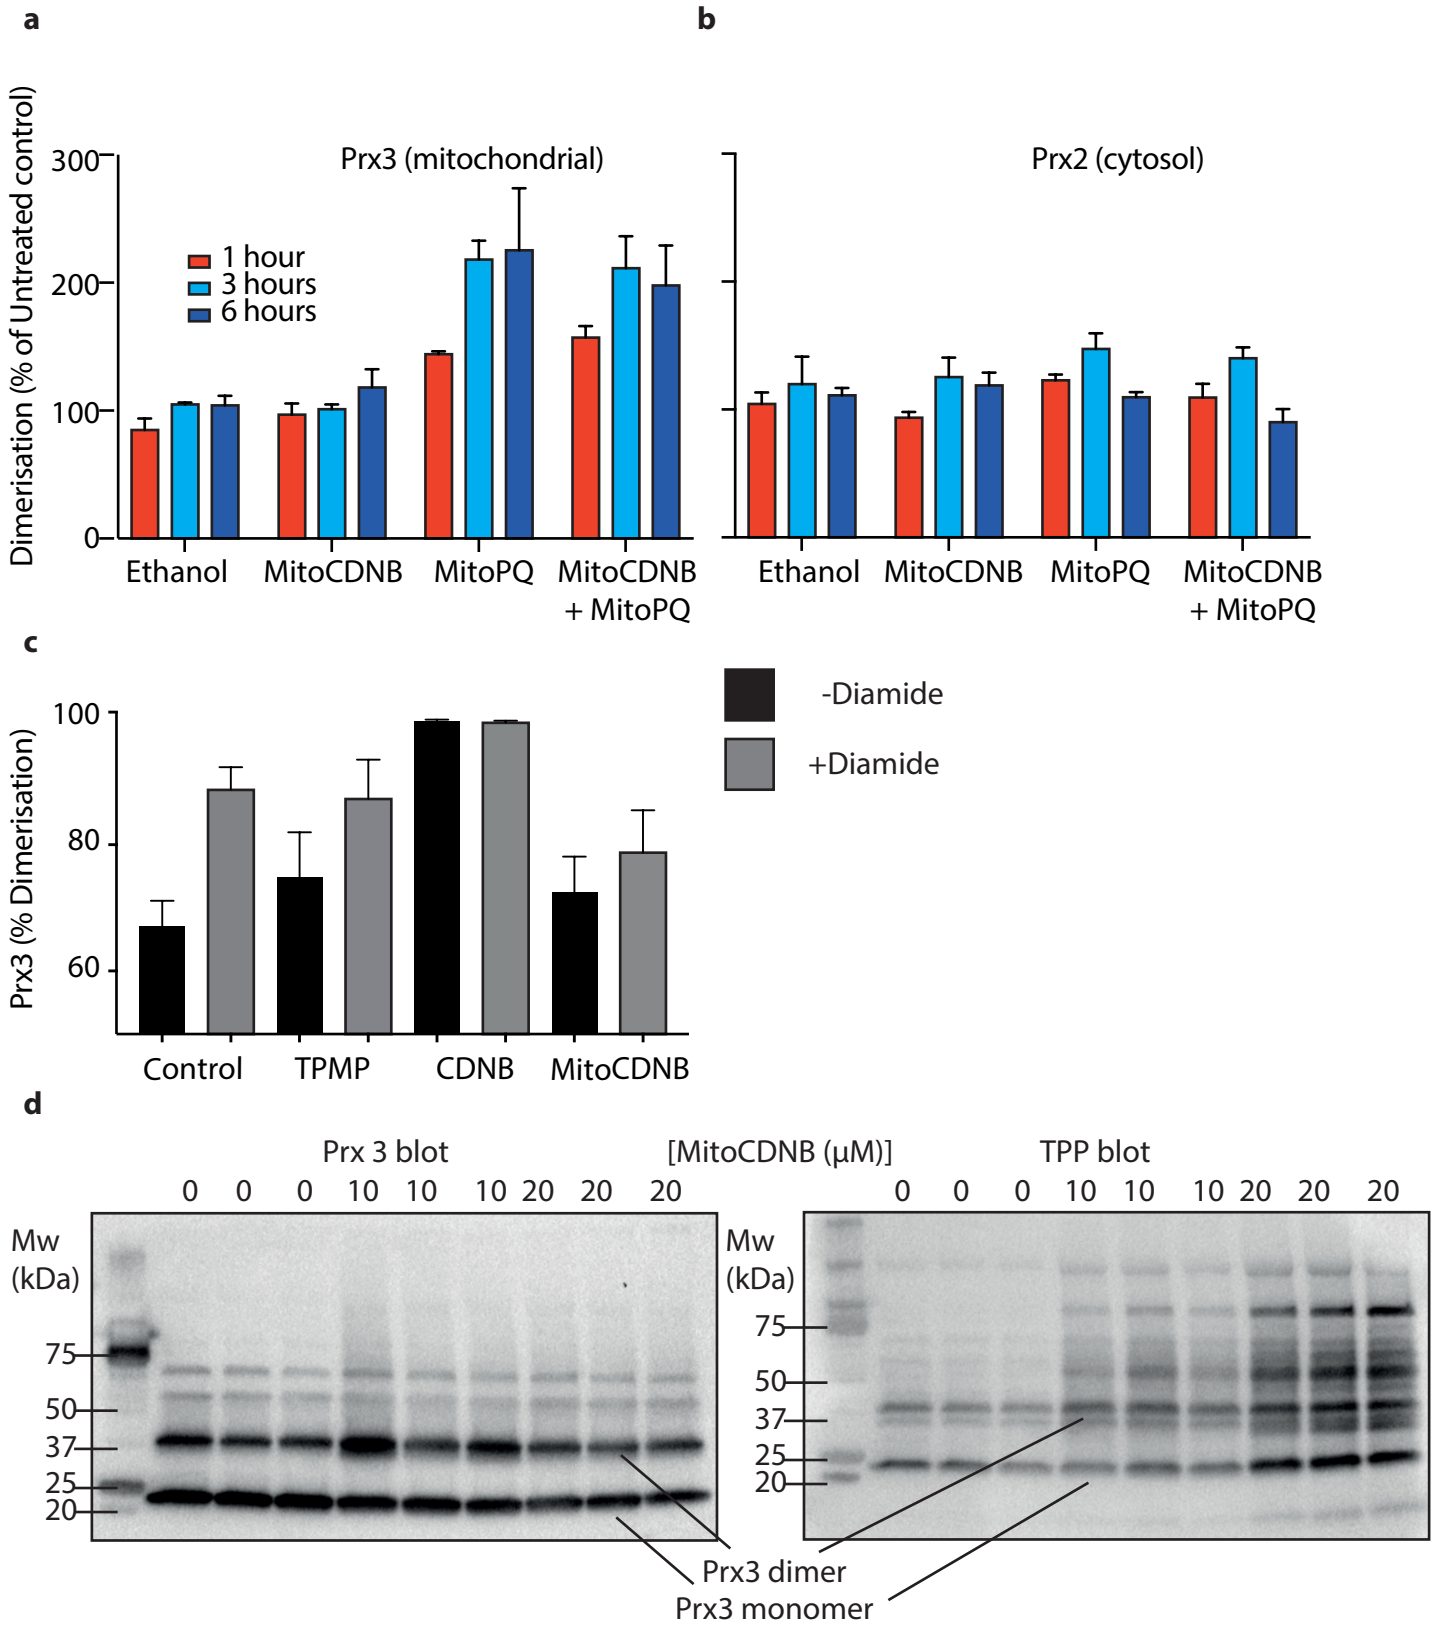 a
b
Dimerisation (% of Untreated control)
300
200
100
0
Prx3 (mitochondrial)
1 hour
3 hours
6 hours
Ethanol MitoCDNB MitoPQ MitoCDNB
+ MitoPQ
Prx2 (cytosol)
Ethanol MitoCDNB MitoPQ MitoCDNB
+ MitoPQ
c
Prx3 (% Dimerisation)
100
80
60
Control TPMP CDNB MitoCDNB
-Diamide
+Diamide
d
Prx 3 blot
[MitoCDNB (µM)]
TPP blot
0 0 0 10 10 10 20 20 20
0 0 0 10 10 10 20 20 20
Mw
(kDa)
75
50
37
25
20
Mw
(kDa)
75
50
37
25
20
Prx3 dimer
Prx3 monomer